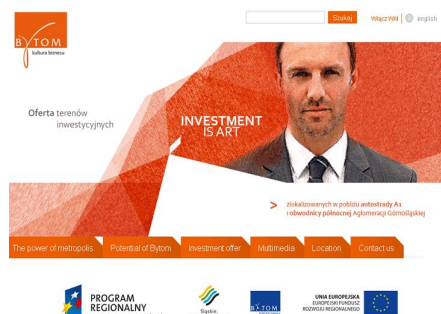 Szukaj
Włącz WAI
english
BYTOM
kultura biznesu
Oferta terenów
inwestycyjnych
INVESTMENT
IS ART
> zlokalizowanych w pobliżu autostrady A1
i obwodnicy północnej Aglomeracji Górnośląskiej
The power of metropolis
Potential of Bytom
Investment offer
Multimedia
Location
Contact us
PROGRAM
REGIONALNY
Śląskie.
BYTOM
UNIA EUROPEJSKA
EUROPEJSKI FUNDUSZ
ROZWOJU REGIONALNEGO